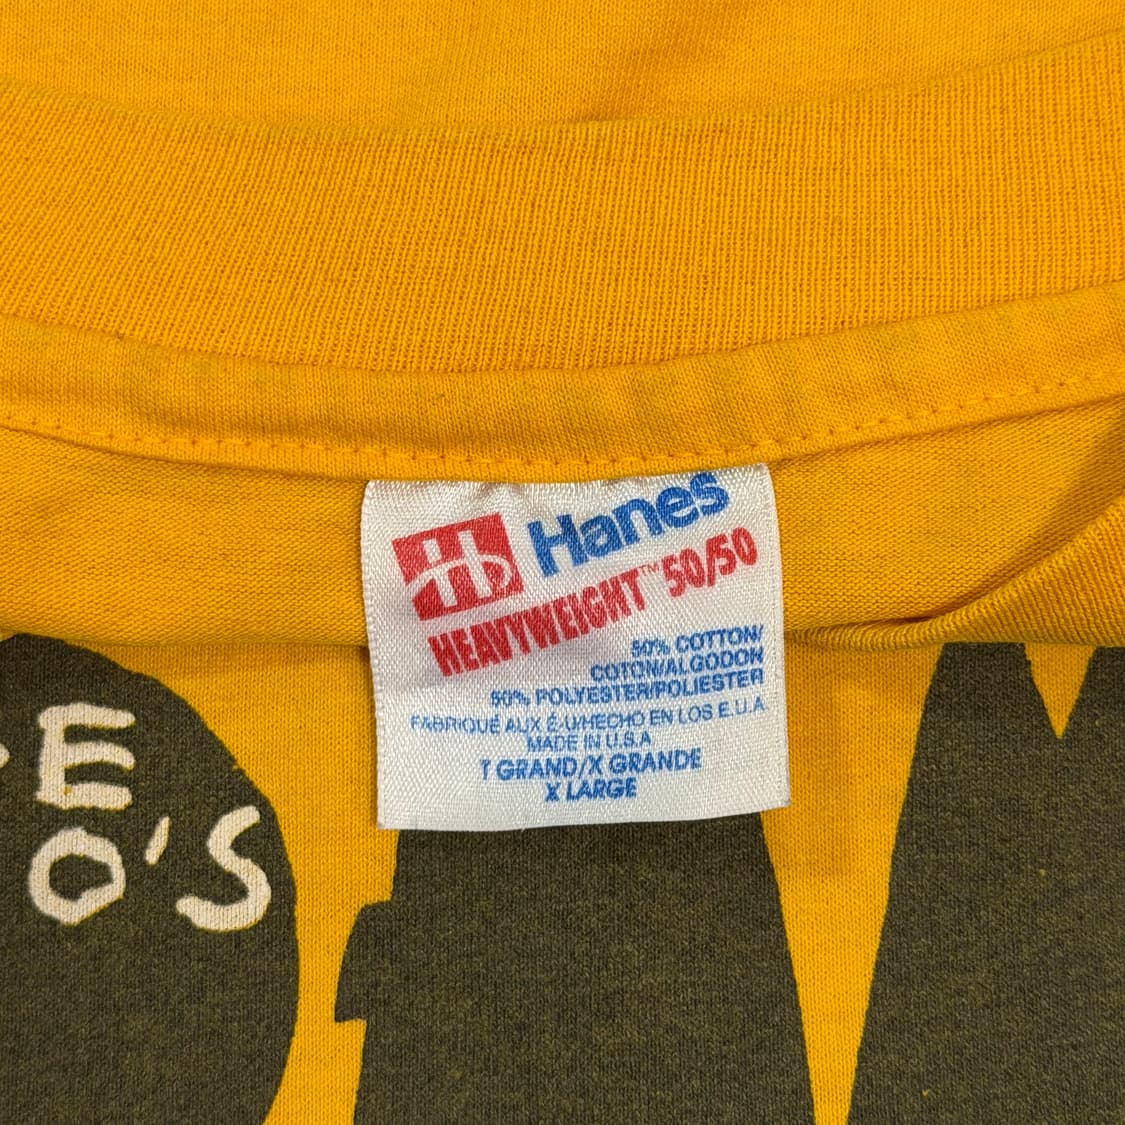 Hanes
HEAVYWEIGHT™ 50/50
50% COTTON/
COTON/ALGODON
50% POLYESTER/POLIESTER
FABRIQUÉ AUX É-U/HECHO EN LOS E.U.A
MADE IN U.S.A
T GRAND/X GRANDE
X LARGE
E
O'S